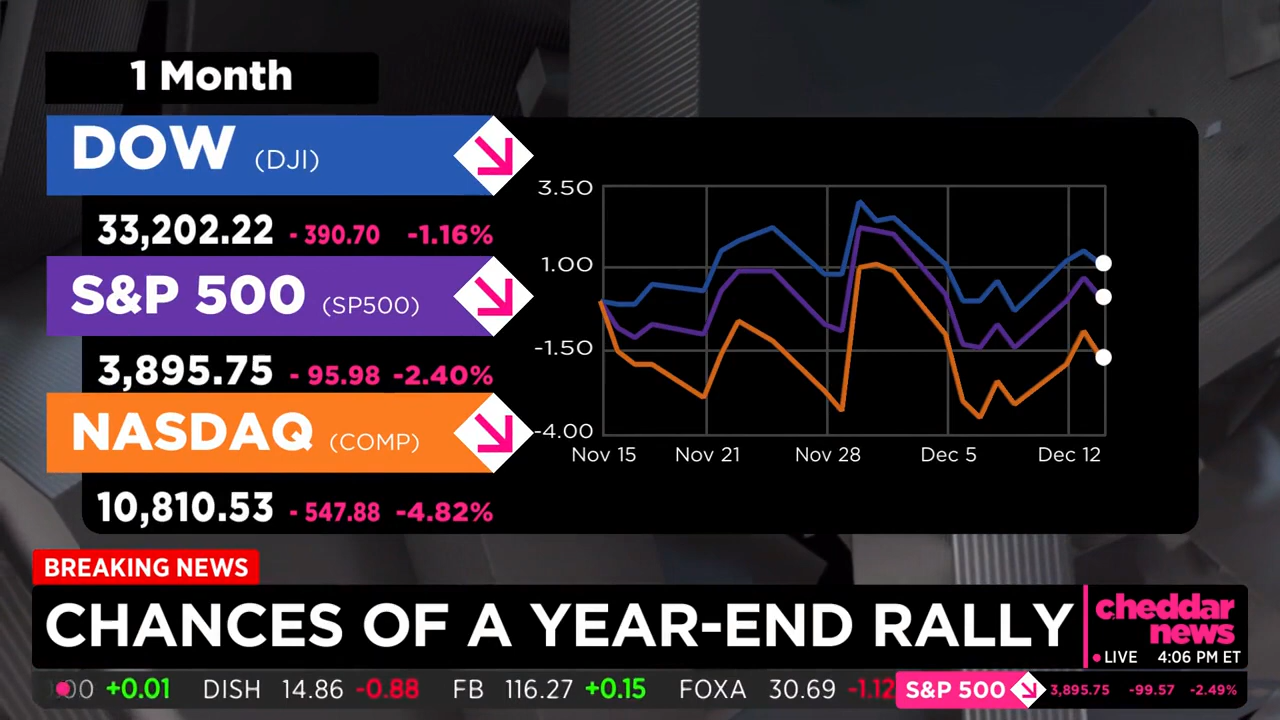 1 Month
DOW (DJI)
33,202.22 - 390.70 -1.16%
S&P 500 (SP500)
3,895.75 - 95.98 -2.40%
NASDAQ (COMP)
10,810.53 - 547.88 -4.82%
3.50
1.00
-1.50
-4.00
Nov 15 Nov 21 Nov 28 Dec 5 Dec 12
BREAKING NEWS
CHANCES OF A YEAR-END RALLY
cheddar
news
LIVE 4:06 PM ET
+0.01 DISH 14.86 -0.88 FB 116.27 +0.15 FOXA 30.69 -1.12 S&P 500 3,895.75 -99.57 -2.49%